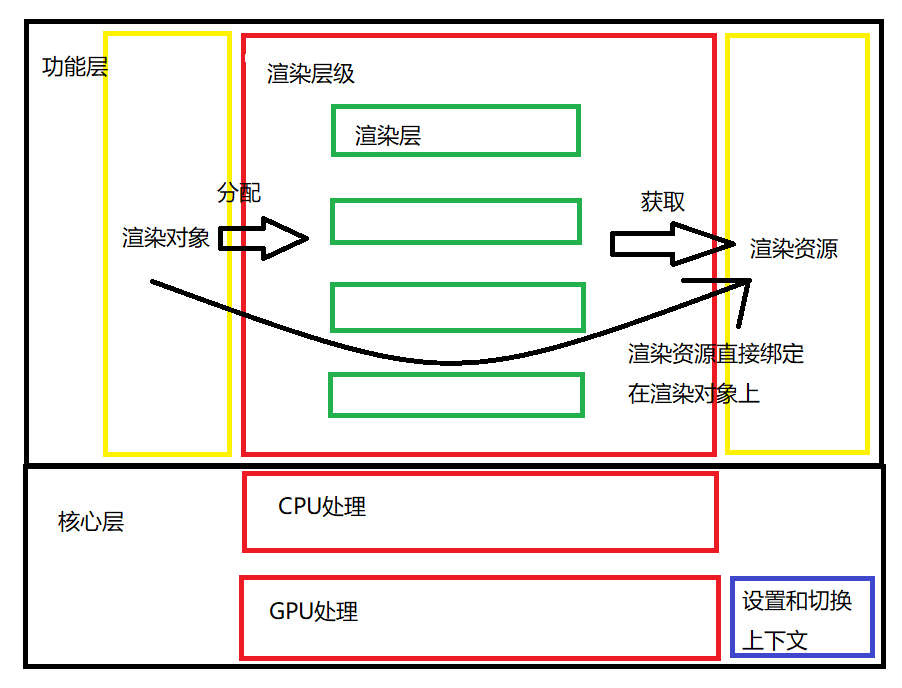 功能层
渲染层级
渲染层
分配
获取
渲染对象
渲染资源
渲染资源直接绑定
在渲染对象上
核心层
CPU处理
GPU处理
设置和切换
上下文